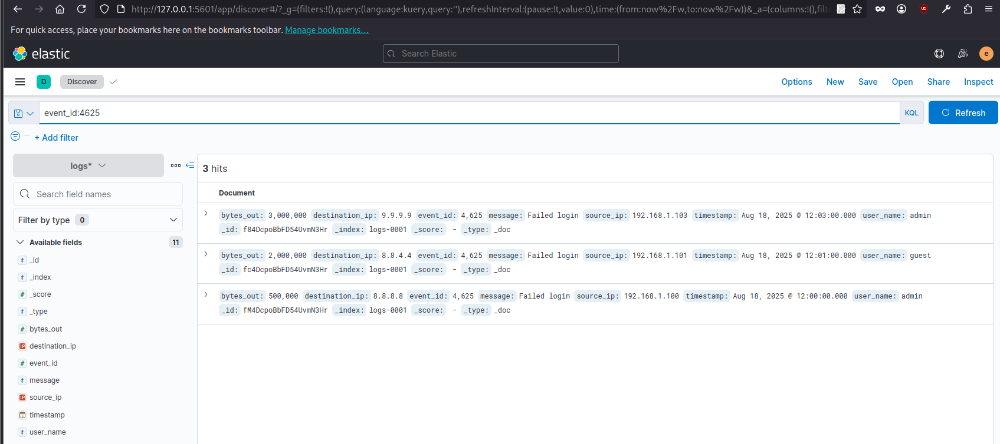 http://127.0.0.1:5601/app/discover#/?_g=(filters:!(),query:(language:kuery,query:''),refreshInterval:(pause:!t,value:0),time:(from:now%2Fw,to:now%2Fw))&_a=(columns:!(),filte
For quick access, place your bookmarks here on the bookmarks toolbar. Manage bookmarks…
elastic
Search Elastic
e
D
Discover
Options
New
Save
Open
Share
Inspect
event_id:4625
KQL
Refresh
+ Add filter
logs*
Search field names
Filter by type 0
Available fields 11
t _id
t _index
# _score
t _type
# bytes_out
IP destination_ip
# event_id
t message
IP source_ip
timestamp
t user_name
3 hits
Document
bytes_out: 3,000,000 destination_ip: 9.9.9.9 event_id: 4,625 message: Failed login source_ip: 192.168.1.103 timestamp: Aug 18, 2025 @ 12:03:00.000 user_name: admin
_id: f84DcpoBbFD54UvmN3Hr _index: logs-0001 _score: - _type: _doc
bytes_out: 2,000,000 destination_ip: 8.8.4.4 event_id: 4,625 message: Failed login source_ip: 192.168.1.101 timestamp: Aug 18, 2025 @ 12:01:00.000 user_name: guest
_id: fc4DcpoBbFD54UvmN3Hr _index: logs-0001 _score: - _type: _doc
bytes_out: 500,000 destination_ip: 8.8.8.8 event_id: 4,625 message: Failed login source_ip: 192.168.1.100 timestamp: Aug 18, 2025 @ 12:00:00.000 user_name: admin
_id: fM4DcpoBbFD54UvmN3Hr _index: logs-0001 _score: - _type: _doc